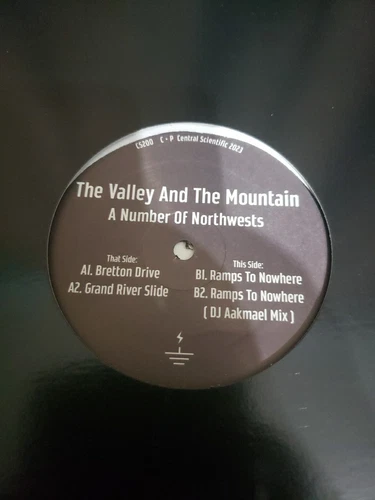 CS200 C + P Central Scientific 2023
The Valley And The Mountain
A Number Of Northwests
That Side:
A1. Bretton Drive
A2. Grand River Slide
This Side:
B1. Ramps To Nowhere
B2. Ramps To Nowhere
( DJ Aakmael Mix )